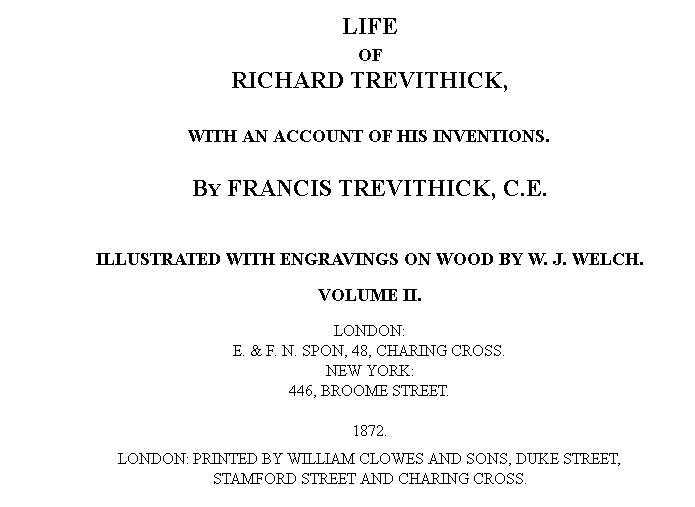 LIFE
OF
RICHARD TREVITHICK,
WITH AN ACCOUNT OF HIS INVENTIONS.
By FRANCIS TREVITHICK, C.E.
ILLUSTRATED WITH ENGRAVINGS ON WOOD BY W. J. WELCH.
VOLUME II.
LONDON:
E. & F. N. SPON, 48, CHARING CROSS.
NEW YORK:
446, BROOME STREET.
1872.
LONDON: PRINTED BY WILLIAM CLOWES AND SONS, DUKE STREET,
STAMFORD STREET AND CHARING CROSS.